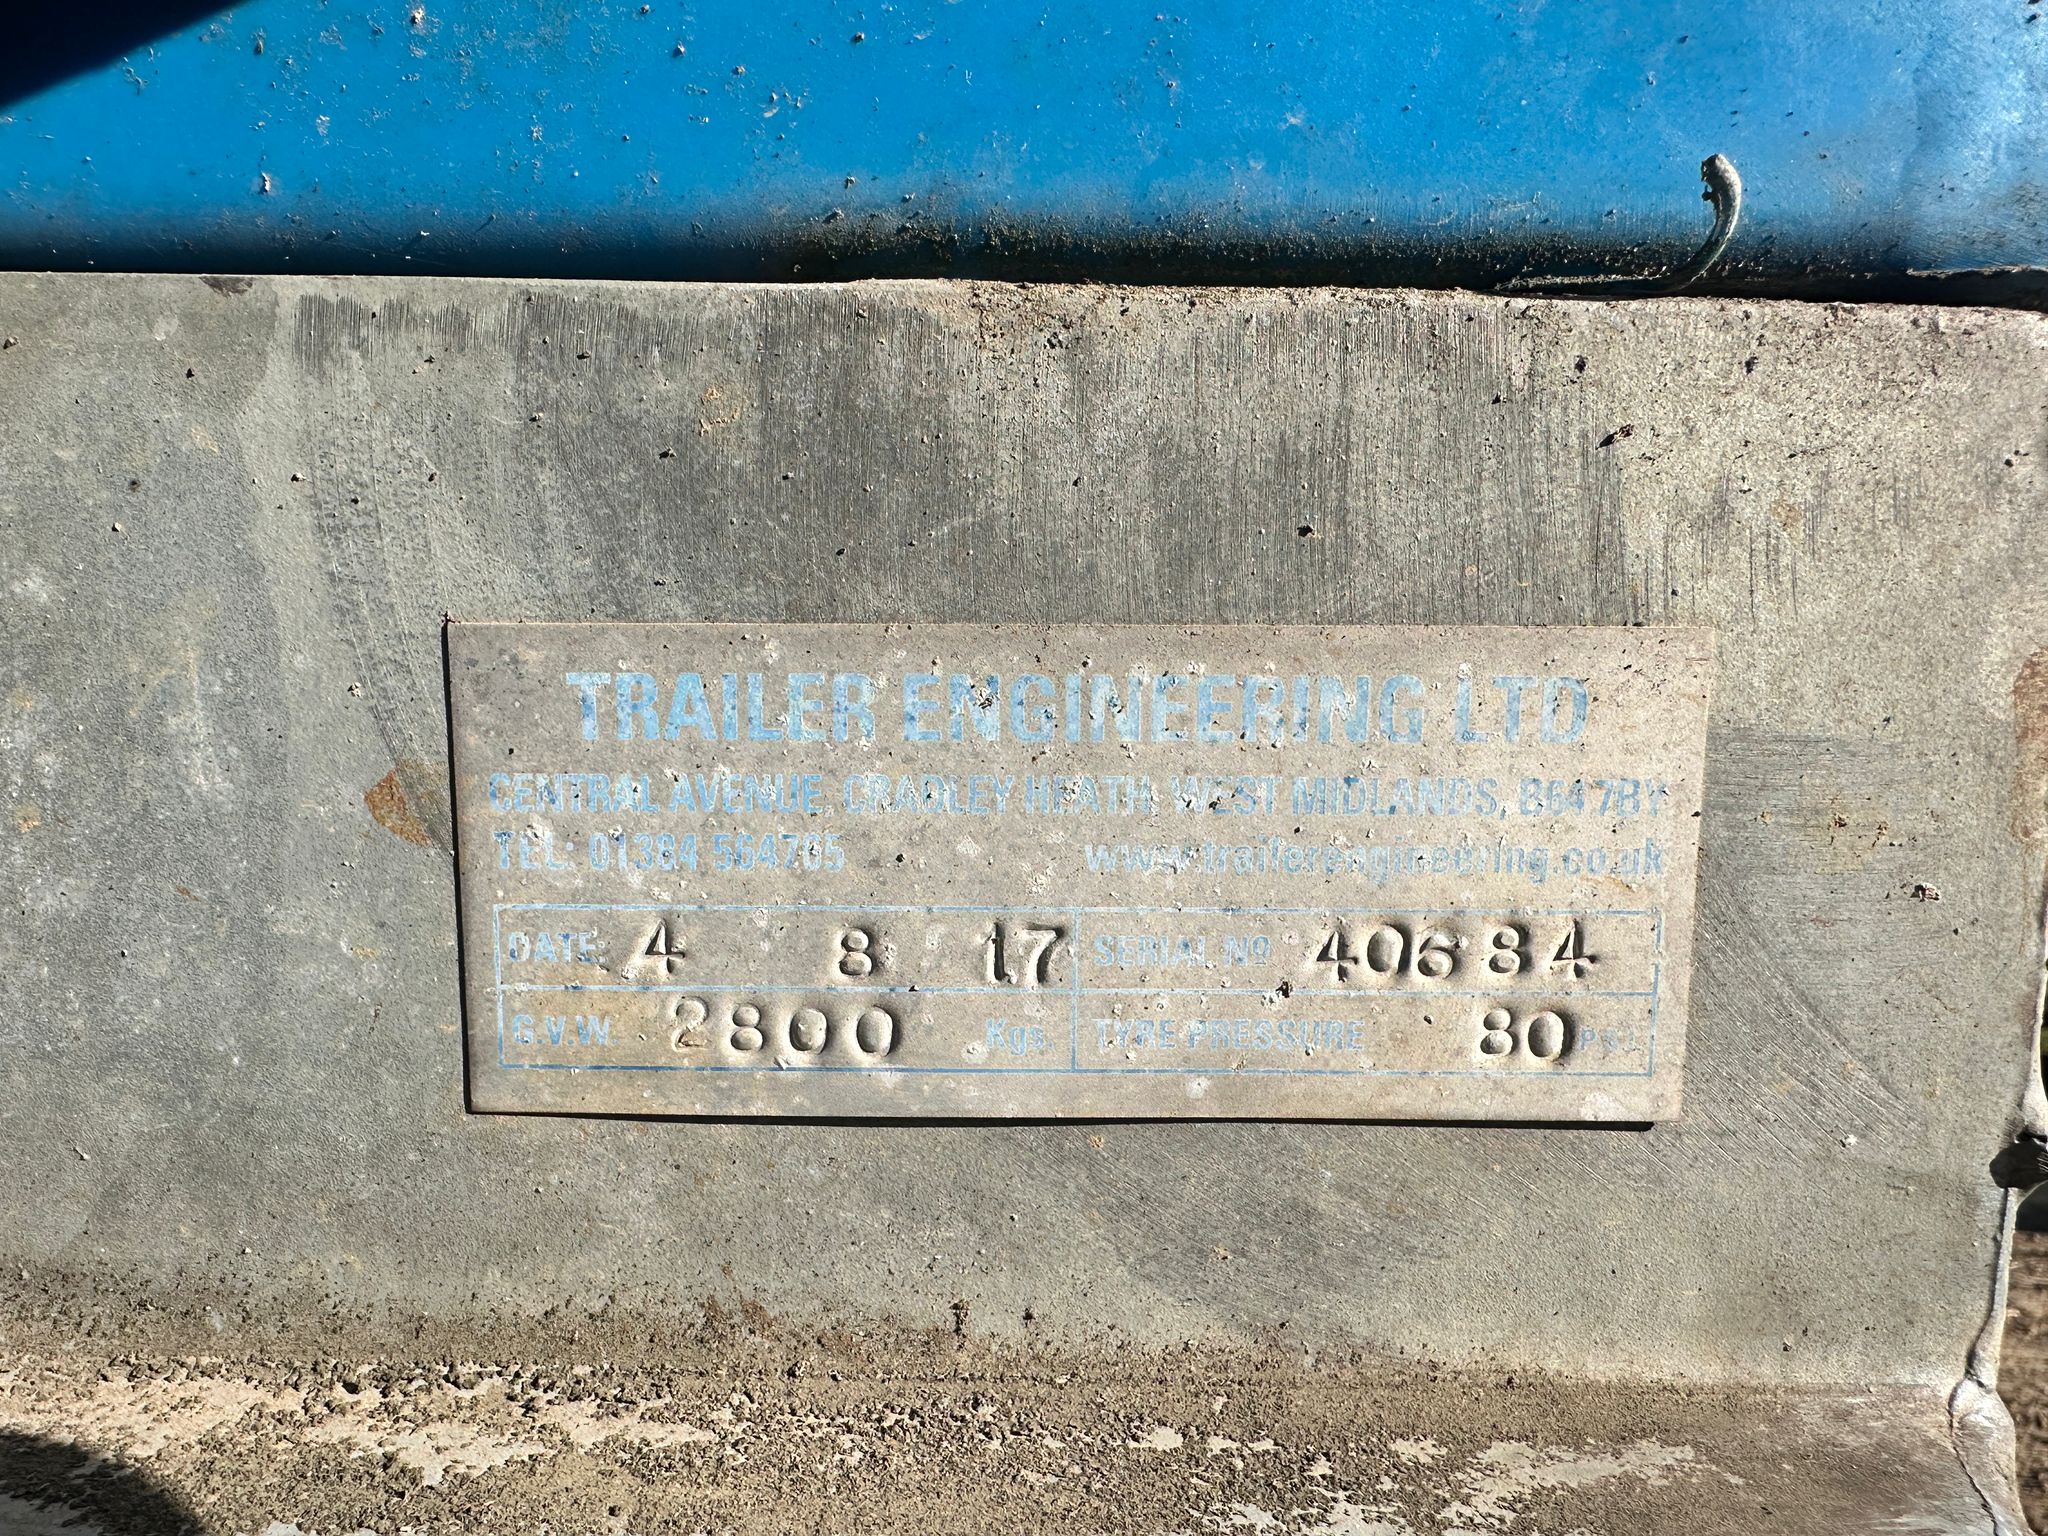 TRAILER ENGINEERING LTD
CENTRAL AVENUE, CRADLEY HEATH, WEST MIDLANDS, B64 7BY
TEL: 01384 564765 www.trailerengineering.co.uk
DATE: 4 8 17 SERIAL Nº 40684
G.V.W. 2800 Kgs. TYRE PRESSURE 80 P.S.I.